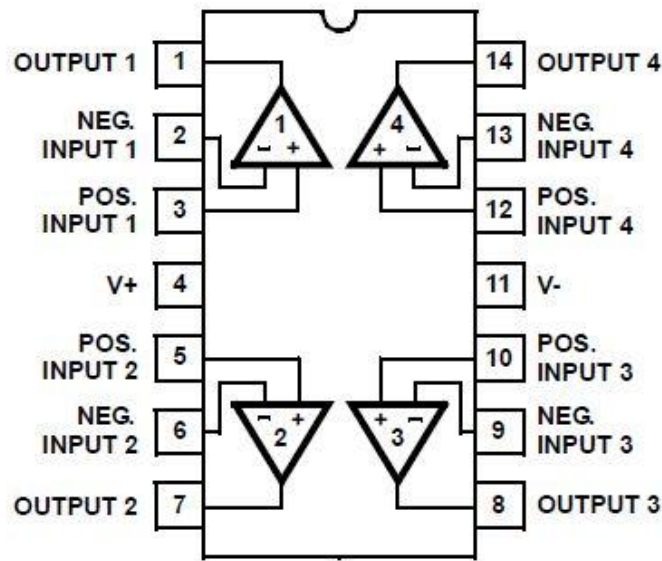 OUTPUT 1
1
14
OUTPUT 4
NEG.
INPUT 1
2
1
- +
4
+ -
13
NEG.
INPUT 4
POS.
INPUT 1
3
12
POS.
INPUT 4
V+
4
11
V-
POS.
INPUT 2
5
10
POS.
INPUT 3
NEG.
INPUT 2
6
- +
2
+ -
3
9
NEG.
INPUT 3
OUTPUT 2
7
8
OUTPUT 3